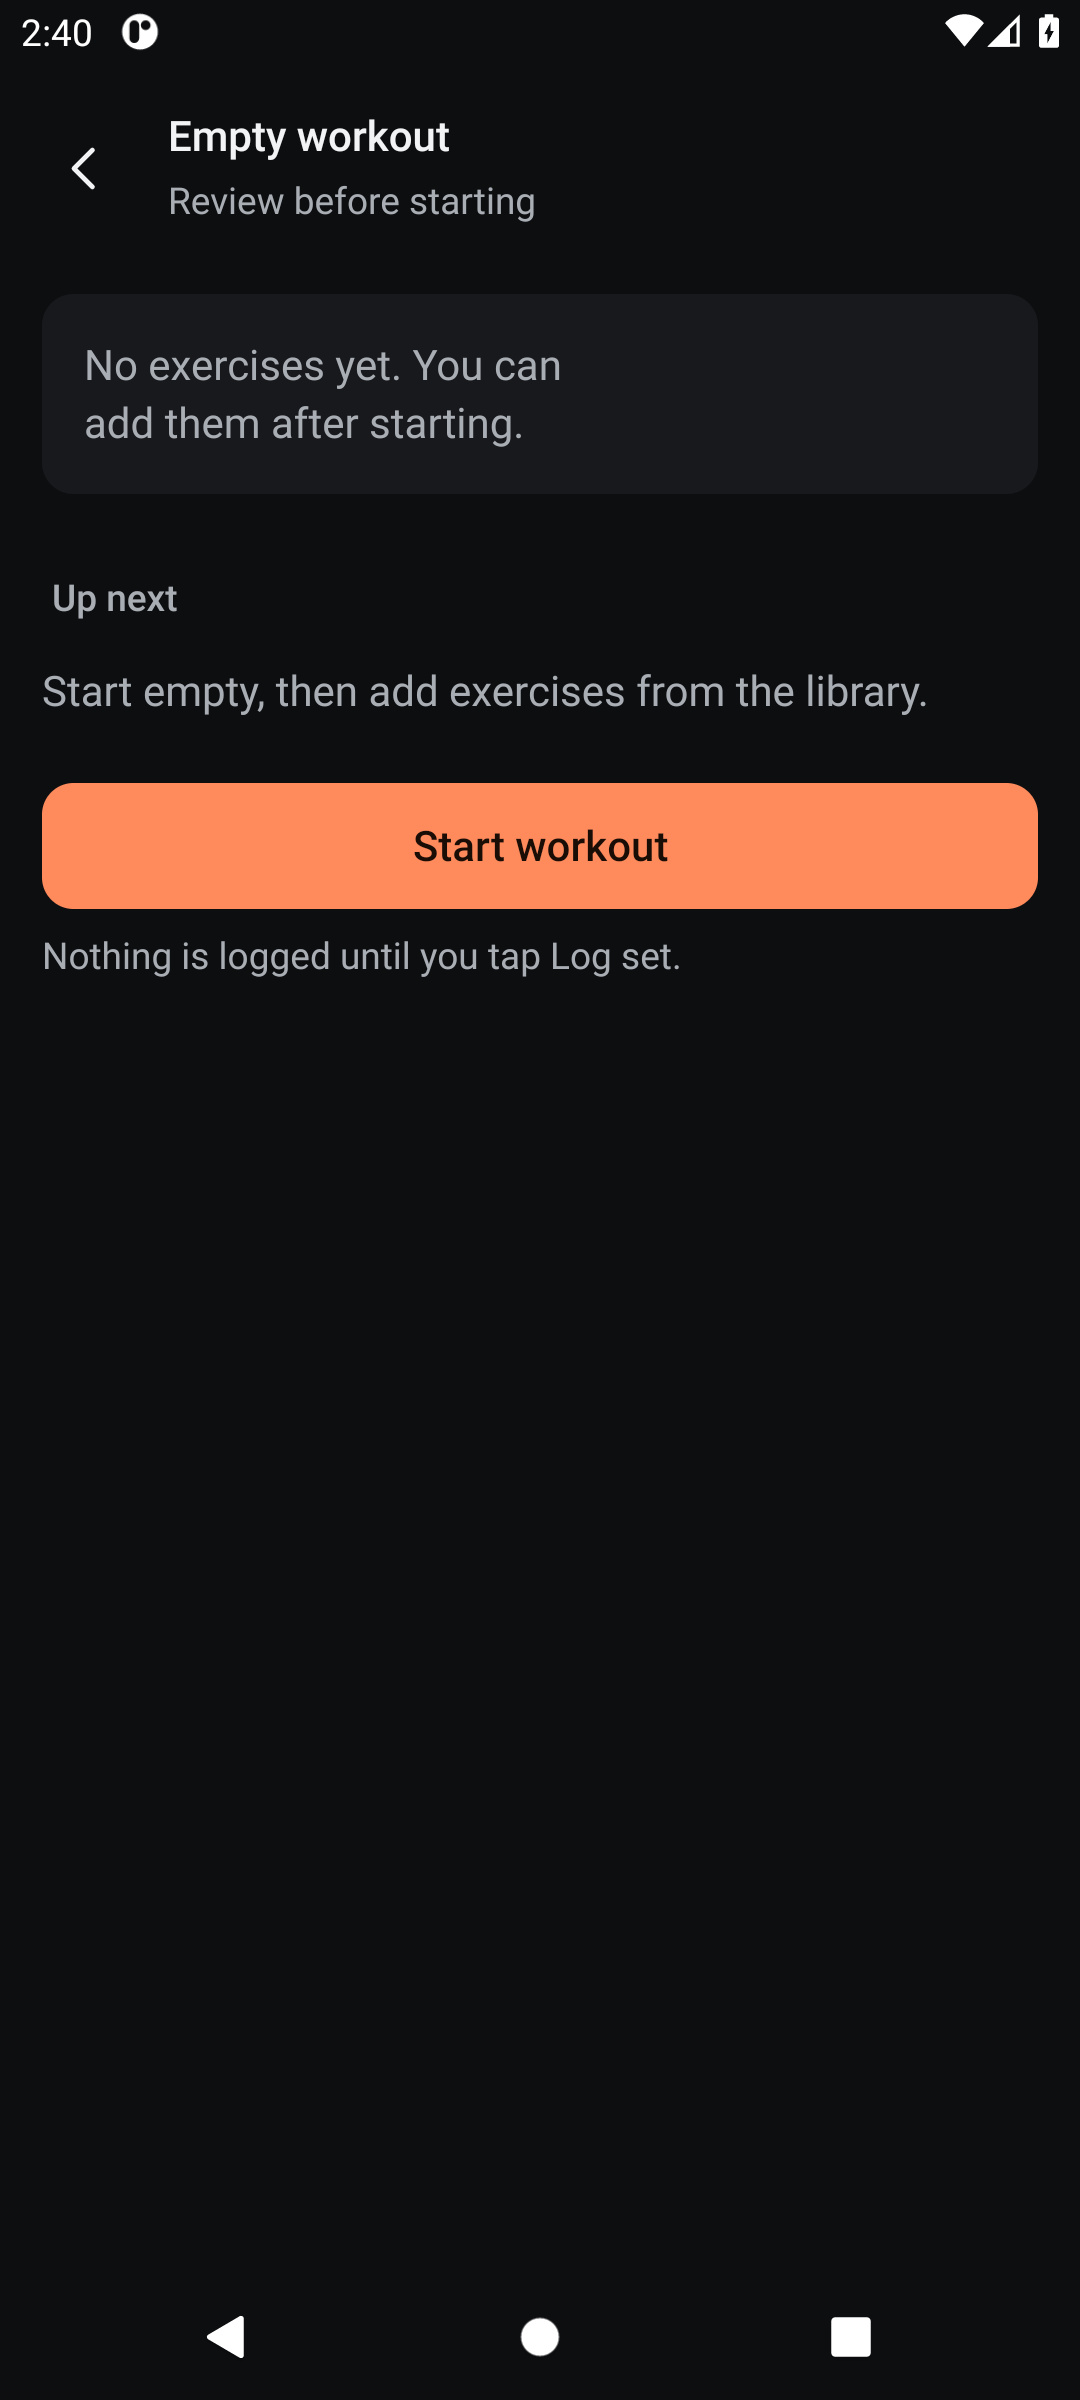 2:40
Empty workout
Review before starting
No exercises yet. You can
add them after starting.
Up next
Start empty, then add exercises from the library.
Start workout
Nothing is logged until you tap Log set.